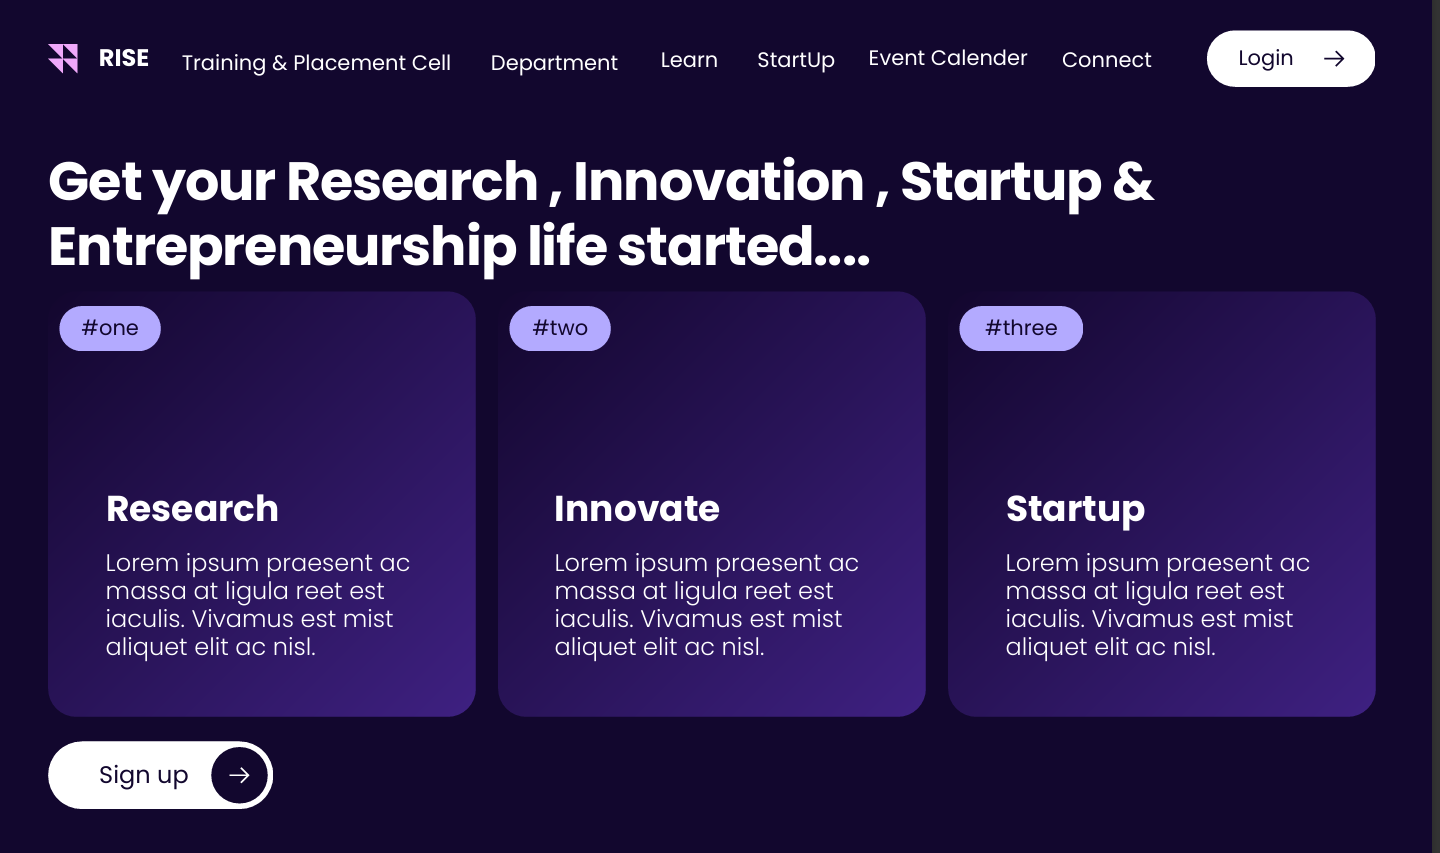 RISE Training & Placement Cell Department Learn StartUp Event Calender Connect Login
Get your Research , Innovation , Startup &
Entrepreneurship life started....
#one
Research
Lorem ipsum praesent ac
massa at ligula reet est
iaculis. Vivamus est mist
aliquet elit ac nisl.
#two
Innovate
Lorem ipsum praesent ac
massa at ligula reet est
iaculis. Vivamus est mist
aliquet elit ac nisl.
#three
Startup
Lorem ipsum praesent ac
massa at ligula reet est
iaculis. Vivamus est mist
aliquet elit ac nisl.
Sign up